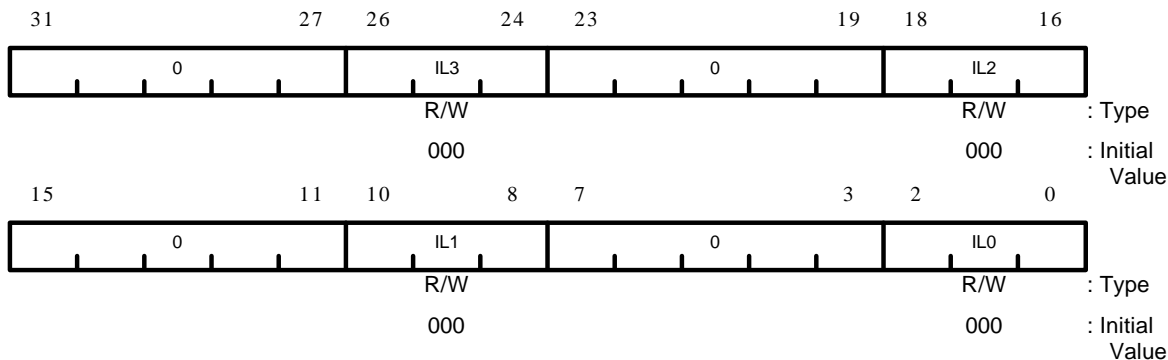 31 27 26 24 23 19 18 16
0 IL3 0 IL2
R/W R/W : Type
000 000 : Initial
Value
15 11 10 8 7 3 2 0
0 IL1 0 IL0
R/W R/W : Type
000 000 : Initial
Value